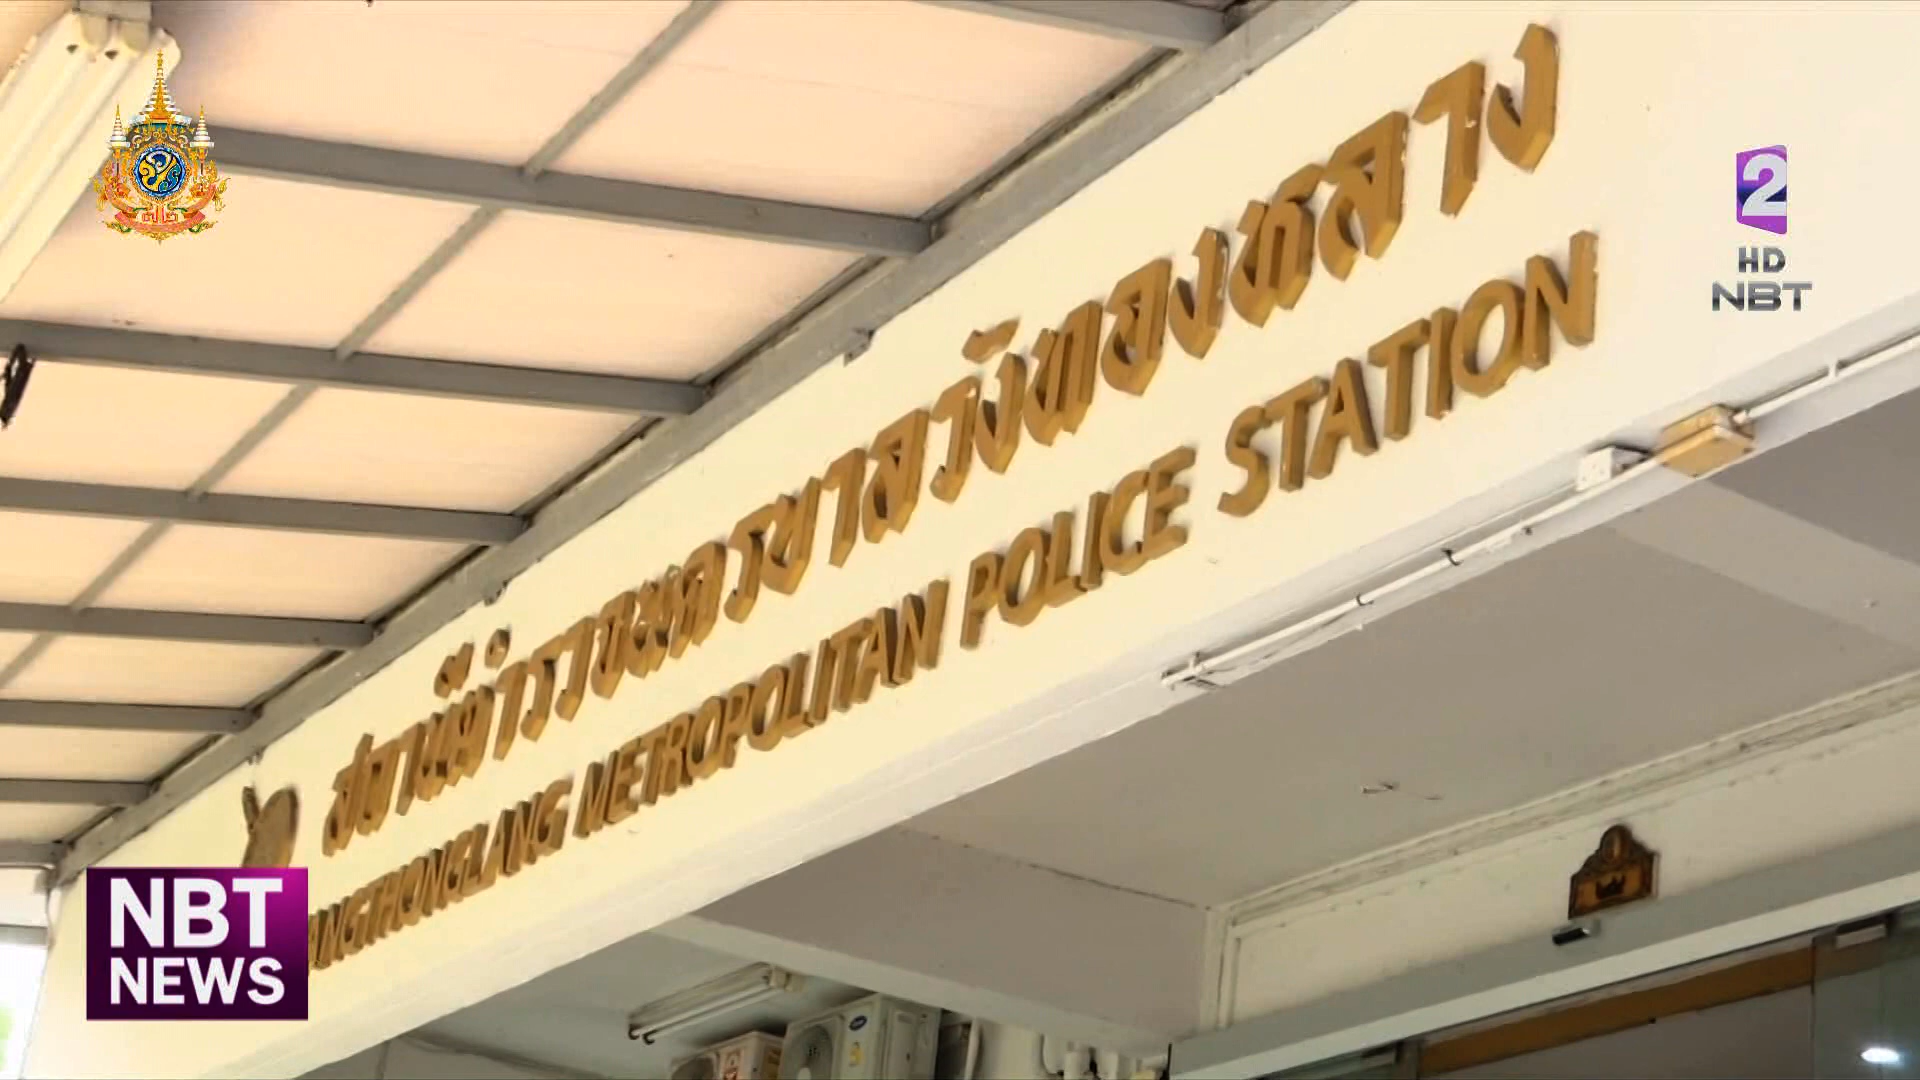 2
HD
NBT
สถานีตำรวจนครบาลวังทองหลาง
ANGTHONGLANG METROPOLITAN POLICE STATION
NBT
NEWS